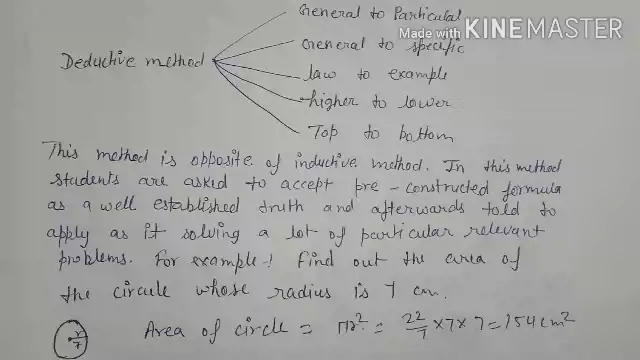 General to Particular
Made with KINEMASTER
General to specific
Deductive method
law to example
higher to lower
Top to bottom
This method is opposite of inductive method. In this method
students are asked to accept pre-constructed formula
as a well established truth and afterwards told to
apply as it solving a lot of particular relevant
problems. For example:- Find out the area of
the circule whose radius is 7 cm.
r/7 Area of circle = πr² = 22/7 × 7 × 7 = 154 cm²